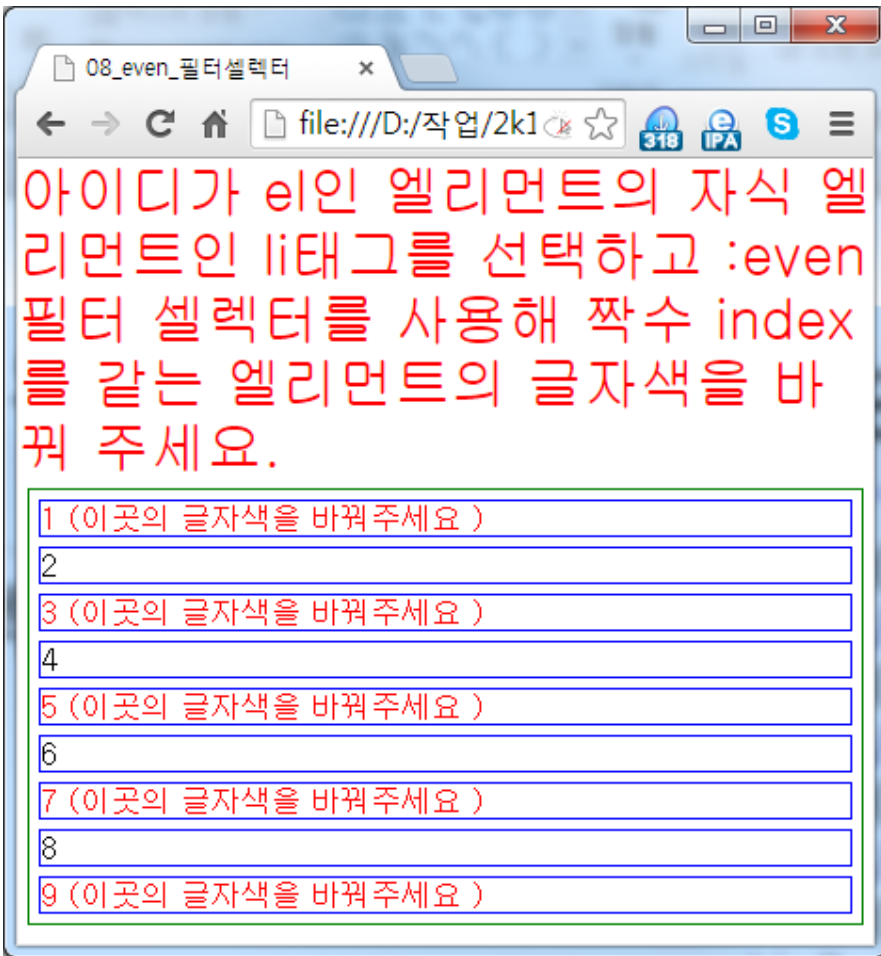 08_even_필터셀렉터
file:///D:/작업/2k1
318
IPA
아이디가 el인 엘리먼트의 자식 엘
리먼트인 li태그를 선택하고 :even
필터 셀렉터를 사용해 짝수 index
를 같는 엘리먼트의 글자색을 바
꿔 주세요.
1 (이곳의 글자색을 바꿔주세요 )
2
3 (이곳의 글자색을 바꿔주세요 )
4
5 (이곳의 글자색을 바꿔주세요 )
6
7 (이곳의 글자색을 바꿔주세요 )
8
9 (이곳의 글자색을 바꿔주세요 )